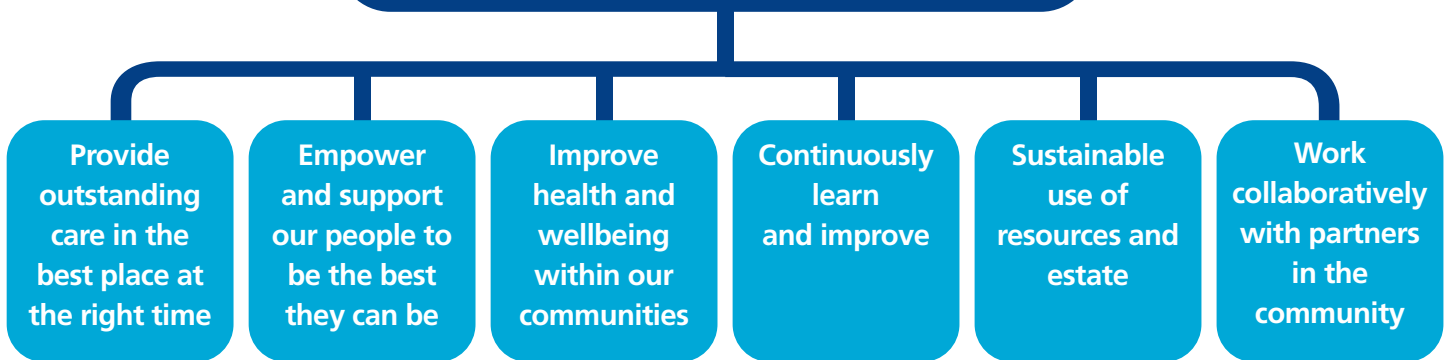 Provide
outstanding
care in the
best place at
the right time
Empower
and support
our people to
be the best
they can be
Improve
health and
wellbeing
within our
communities
Continuously
learn
and improve
Sustainable
use of
resources and
estate
Work
collaboratively
with partners
in the
community